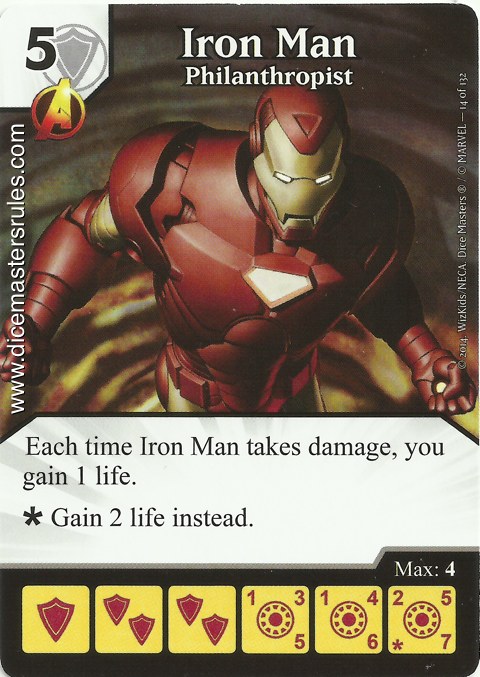 5
Iron Man
Philanthropist
www.dicemastersrules.com
© 2014. WizKids/NECA. Dice Masters ® / © MARVEL — 14 of 132
Each time Iron Man takes damage, you
gain 1 life.
* Gain 2 life instead.
Max: 4
1 3 5
1 4 6
2 5 * 7